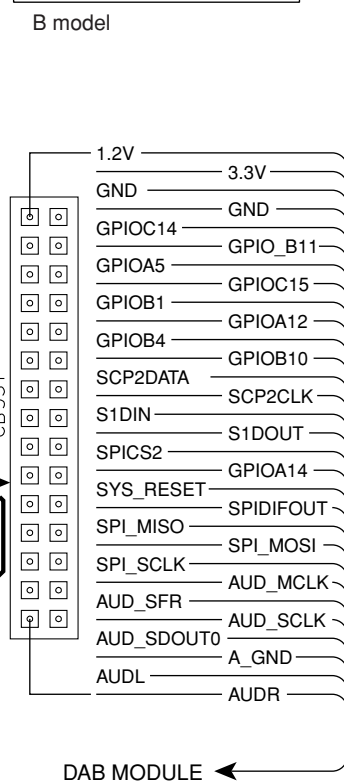 B model
1.2V
3.3V
GND
GND
GPIOC14
GPIO_B11
GPIOA5
GPIOC15
GPIOB1
GPIOA12
GPIOB4
GPIOB10
SCP2DATA
SCP2CLK
S1DIN
S1DOUT
SPICS2
GPIOA14
SYS_RESET
SPIDIFOUT
SPI_MISO
SPI_MOSI
SPI_SCLK
AUD_MCLK
AUD_SFR
AUD_SCLK
AUD_SDOUT0
A_GND
AUDL
AUDR
DAB MODULE